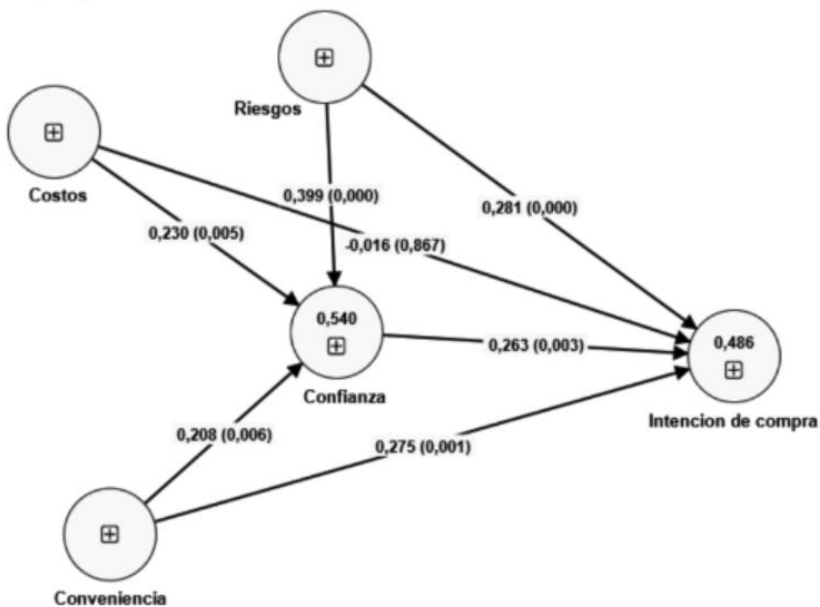 Riesgos
Costos
0,399 (0,000)
0,281 (0,000)
0,230 (0,005)
-0,016 (0,867)
0,540
0,263 (0,003)
0,486
Confianza
Intencion de compra
0,208 (0,006)
0,275 (0,001)
Conveniencia